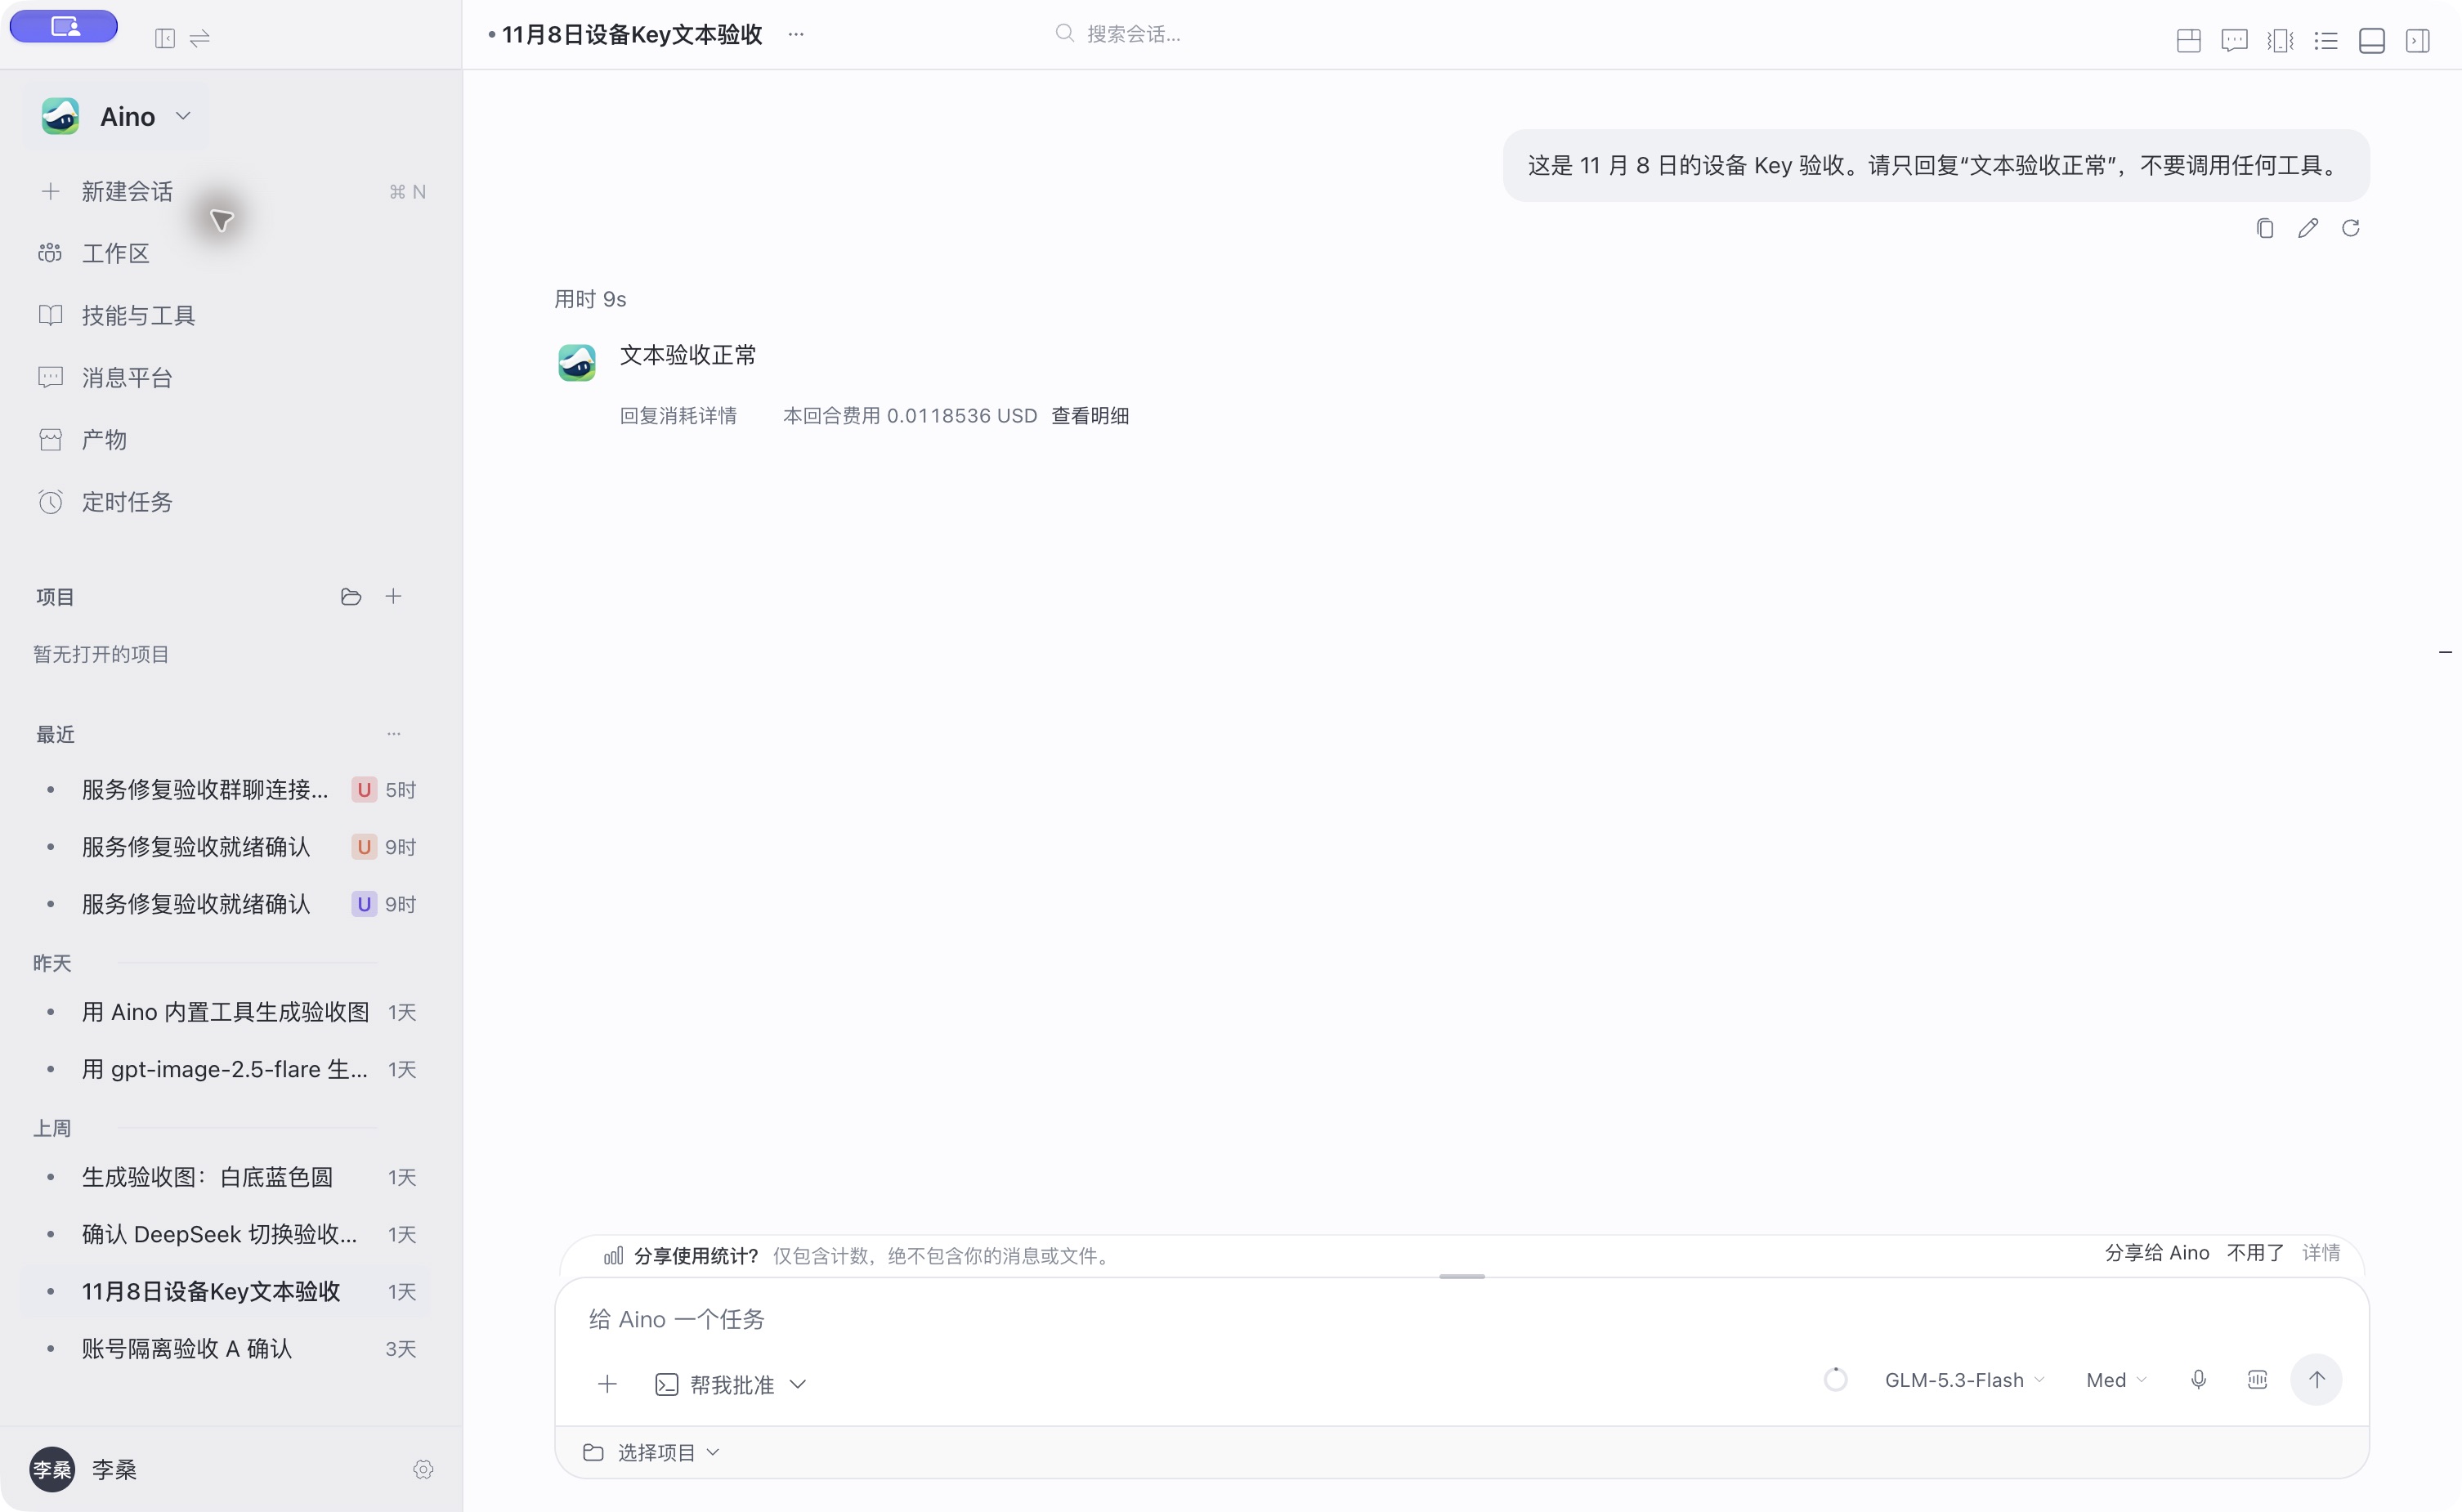 11月8日设备Key文本验收
搜索会话...
Aino
新建会话 ⌘ N
工作区
技能与工具
消息平台
产物
定时任务
项目
暂无打开的项目
最近
服务修复验收群聊连接... U 5时
服务修复验收就绪确认 U 9时
服务修复验收就绪确认 U 9时
昨天
用 Aino 内置工具生成验收图 1天
用 gpt-image-2.5-flare 生... 1天
上周
生成验收图：白底蓝色圆 1天
确认 DeepSeek 切换验收... 1天
11月8日设备Key文本验收 1天
账号隔离验收 A 确认 3天
李桑 李桑
这是 11 月 8 日的设备 Key 验收。请只回复“文本验收正常”，不要调用任何工具。
用时 9s
文本验收正常
回复消耗详情 本回合费用 0.0118536 USD 查看明细
分享使用统计? 仅包含计数，绝不包含你的消息或文件。 分享给 Aino 不用了 详情
给 Aino 一个任务
帮我批准 GLM-5.3-Flash Med
选择项目